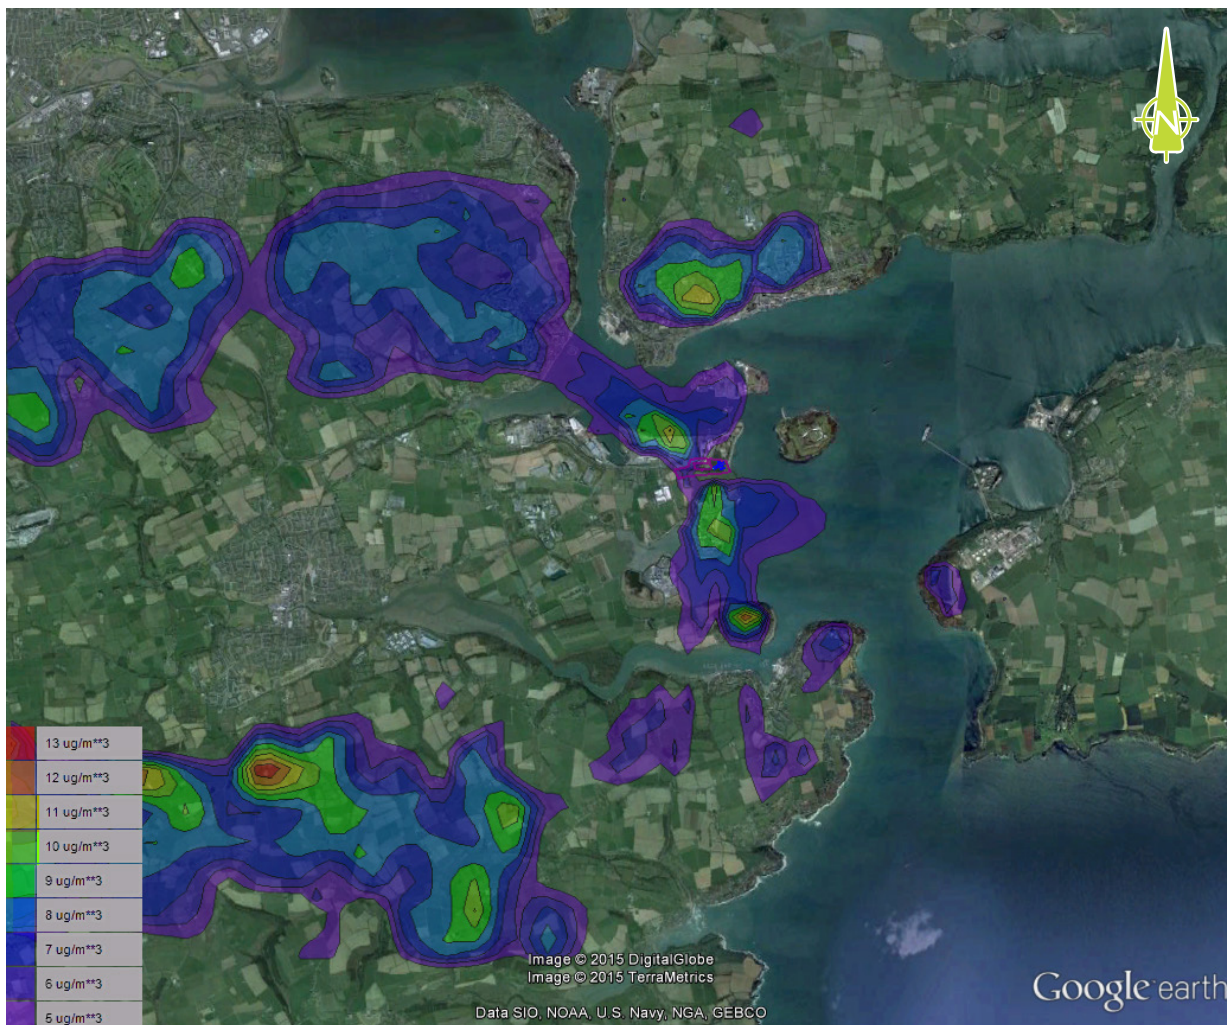 N
13 ug/m**3
12 ug/m**3
11 ug/m**3
10 ug/m**3
9 ug/m**3
8 ug/m**3
7 ug/m**3
6 ug/m**3
5 ug/m**3
Image © 2015 DigitalGlobe
Image © 2015 TerraMetrics
Data SIO, NOAA, U.S. Navy, NGA, GEBCO
Google earth